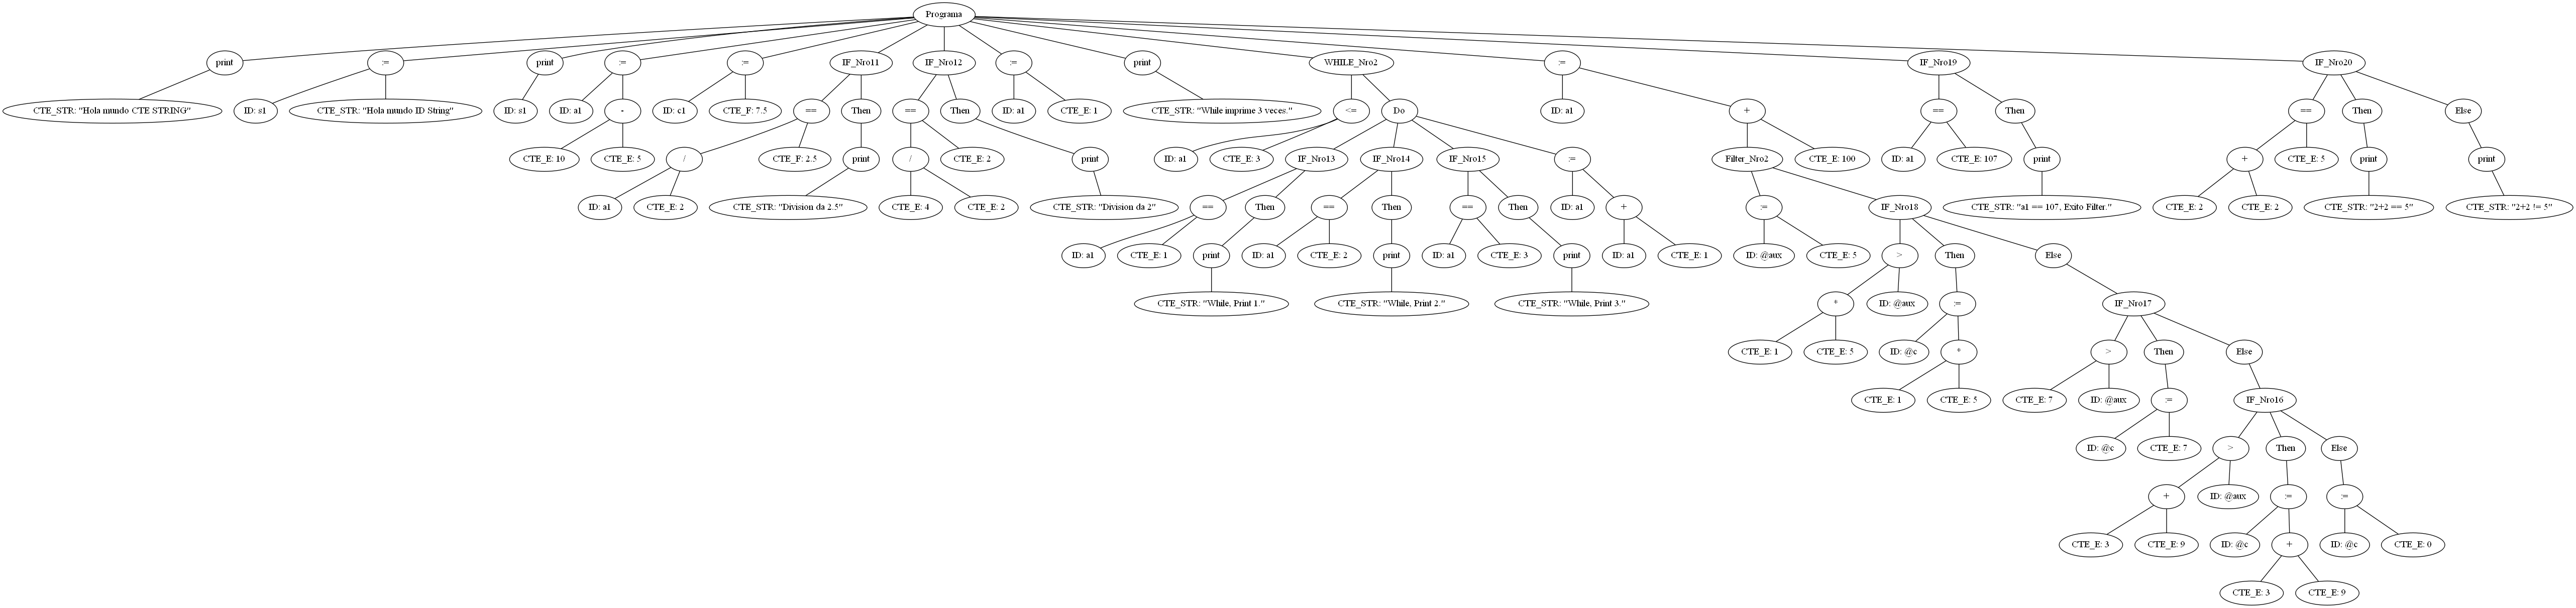 Programa
print
:=
print
:=
:=
IF_Nro11
IF_Nro12
:=
print
WHILE_Nro2
:=
IF_Nro19
IF_Nro20
CTE_STR: "Hola mundo CTE STRING"
ID: s1
CTE_STR: "Hola mundo ID String"
ID: s1
ID: a1
-
ID: c1
CTE_F: 7.5
==
Then
==
Then
ID: a1
CTE_E: 1
CTE_STR: "While imprime 3 veces."
<=
Do
ID: a1
+
==
Then
==
Then
Else
CTE_E: 10
CTE_E: 5
/
CTE_F: 2.5
print
/
CTE_E: 2
print
ID: a1
CTE_E: 3
IF_Nro13
IF_Nro14
IF_Nro15
:=
Filter_Nro2
CTE_E: 100
ID: a1
CTE_E: 107
print
+
CTE_E: 5
print
print
ID: a1
CTE_E: 2
CTE_STR: "Division da 2.5"
CTE_E: 4
CTE_E: 2
CTE_STR: "Division da 2"
==
Then
==
Then
==
Then
ID: a1
+
:=
IF_Nro18
CTE_STR: "a1 == 107, Exito Filter."
CTE_E: 2
CTE_E: 2
CTE_STR: "2+2 == 5"
CTE_STR: "2+2 != 5"
ID: a1
CTE_E: 1
print
ID: a1
CTE_E: 2
print
ID: a1
CTE_E: 3
print
ID: a1
CTE_E: 1
ID: @aux
CTE_E: 5
>
Then
Else
CTE_STR: "While, Print 1."
CTE_STR: "While, Print 2."
CTE_STR: "While, Print 3."
*
ID: @aux
:=
IF_Nro17
CTE_E: 1
CTE_E: 5
ID: @c
*
>
Then
Else
CTE_E: 1
CTE_E: 5
CTE_E: 7
ID: @aux
:=
IF_Nro16
ID: @c
CTE_E: 7
>
Then
Else
+
ID: @aux
:=
:=
CTE_E: 3
CTE_E: 9
ID: @c
+
ID: @c
CTE_E: 0
CTE_E: 3
CTE_E: 9